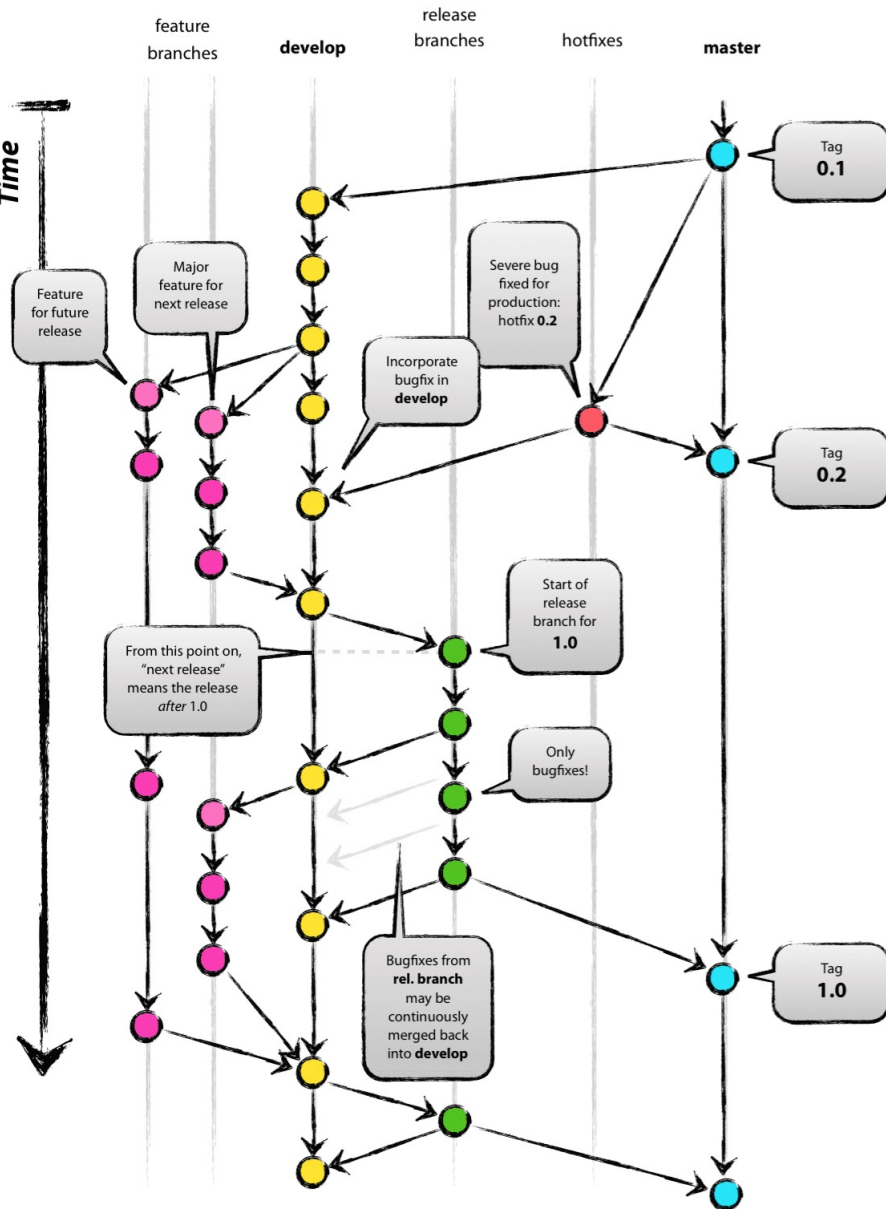 feature
branches
develop
release
branches
hotfixes
master
Time
Tag
0.1
Feature
for future
release
Major
feature for
next release
Severe bug
fixed for
production:
hotfix 0.2
Incorporate
bugfix in
develop
Tag
0.2
Start of
release
branch for
1.0
From this point on,
“next release”
means the release
after 1.0
Only
bugfixes!
Bugfixes from
rel. branch
may be
continuously
merged back
into develop
Tag
1.0